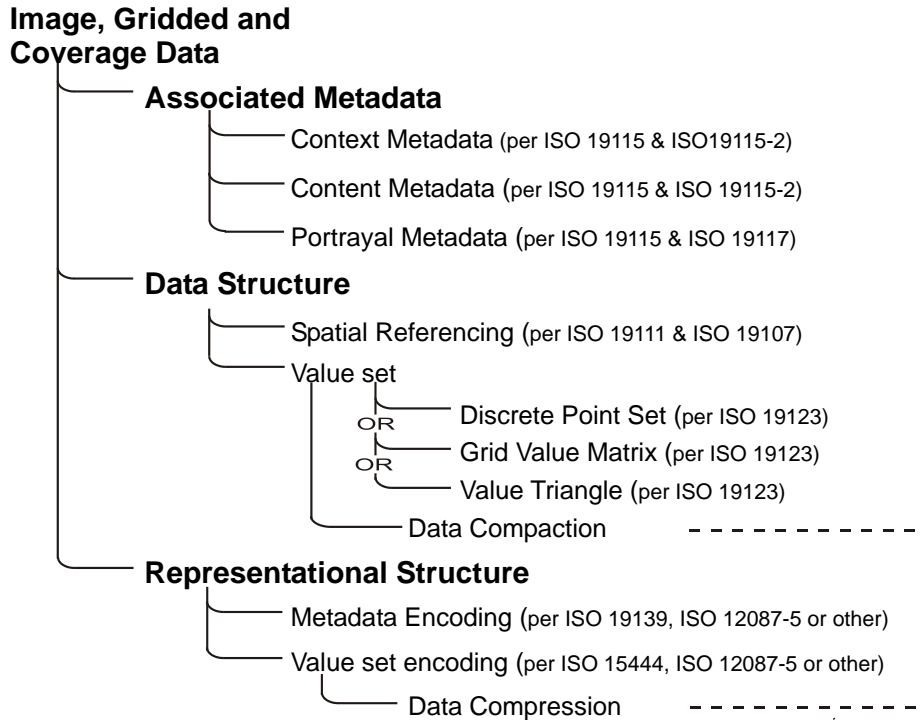 Image, Gridded and
Coverage Data
Associated Metadata
Context Metadata (per ISO 19115 & ISO19115-2)
Content Metadata (per ISO 19115 & ISO 19115-2)
Portrayal Metadata (per ISO 19115 & ISO 19117)
Data Structure
Spatial Referencing (per ISO 19111 & ISO 19107)
Value set
Discrete Point Set (per ISO 19123)
OR
Grid Value Matrix (per ISO 19123)
OR
Value Triangle (per ISO 19123)
Data Compaction
Representational Structure
Metadata Encoding (per ISO 19139, ISO 12087-5 or other)
Value set encoding (per ISO 15444, ISO 12087-5 or other)
Data Compression